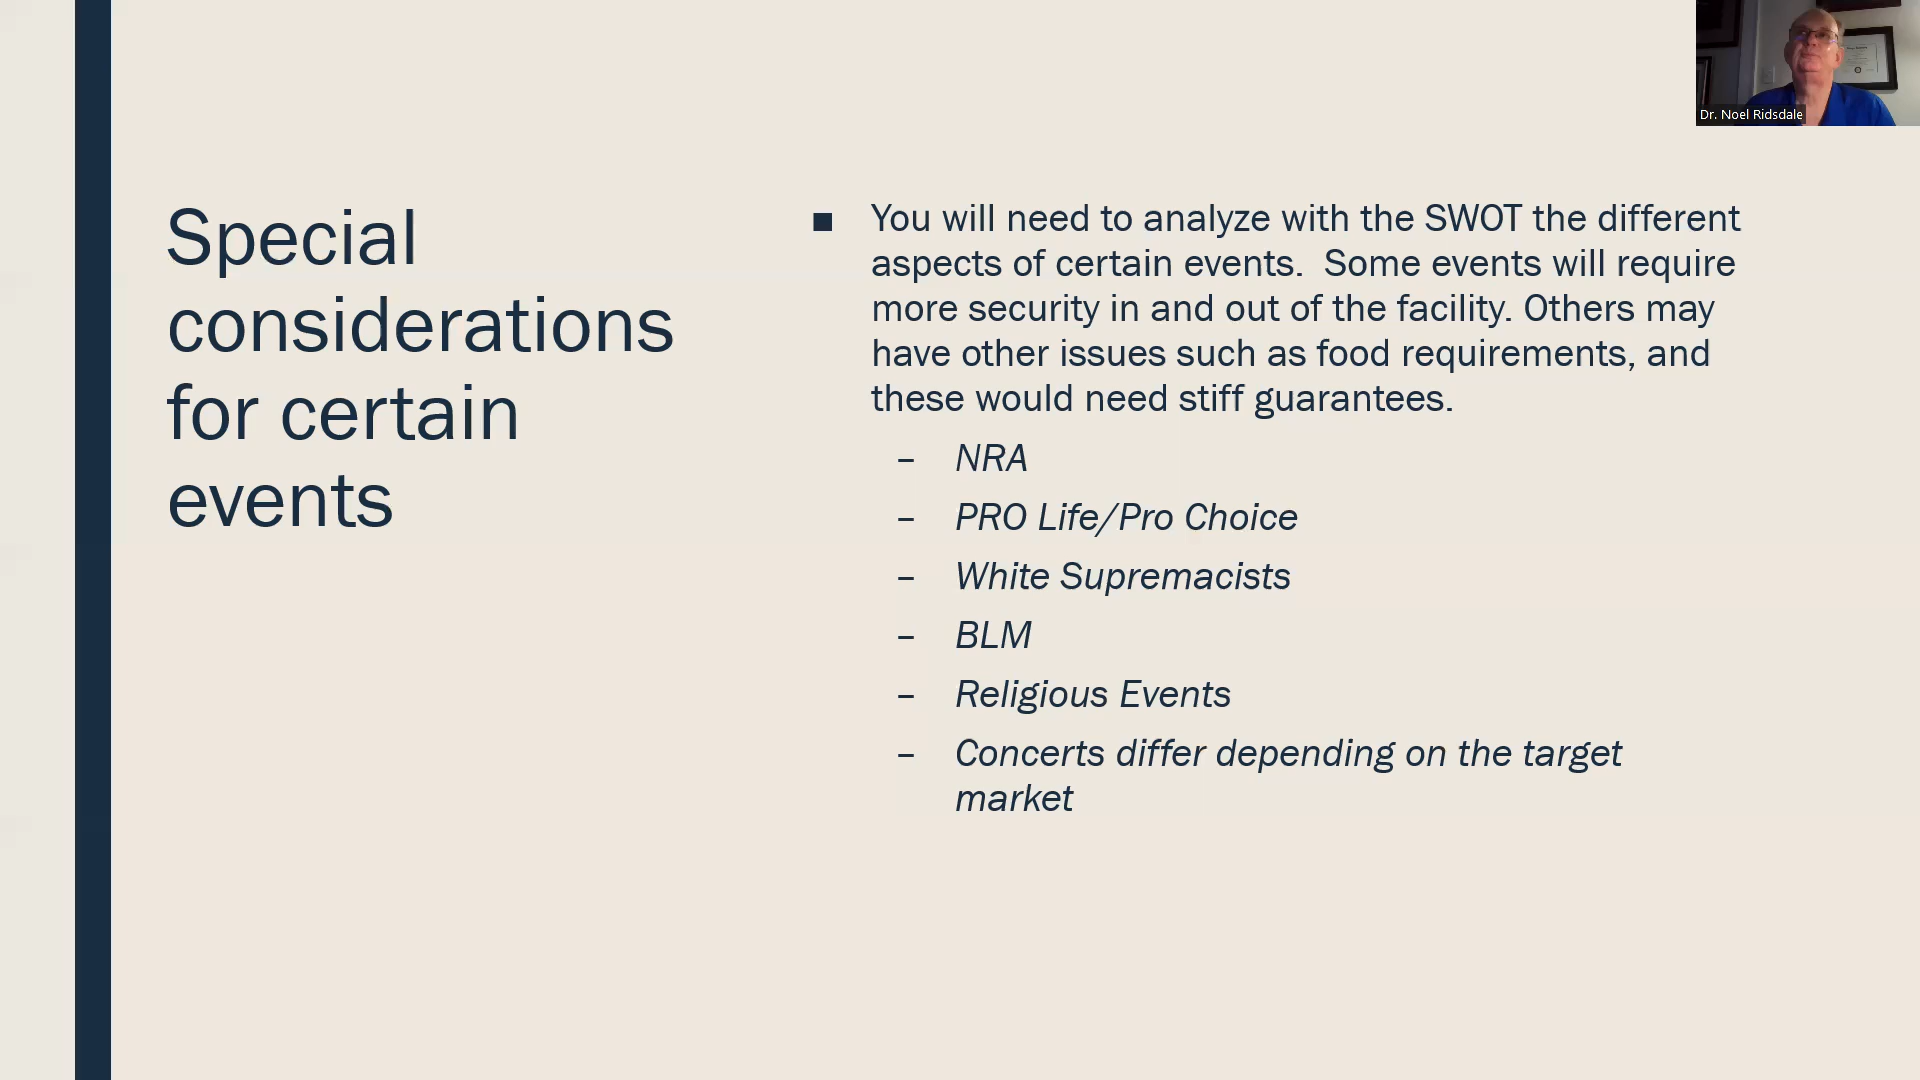 Dr. Noel Ridsdale
Special
considerations
for certain
events
■ You will need to analyze with the SWOT the different
aspects of certain events.  Some events will require
more security in and out of the facility. Others may
have other issues such as food requirements, and
these would need stiff guarantees.
– NRA
– PRO Life/Pro Choice
– White Supremacists
– BLM
– Religious Events
– Concerts differ depending on the target
market